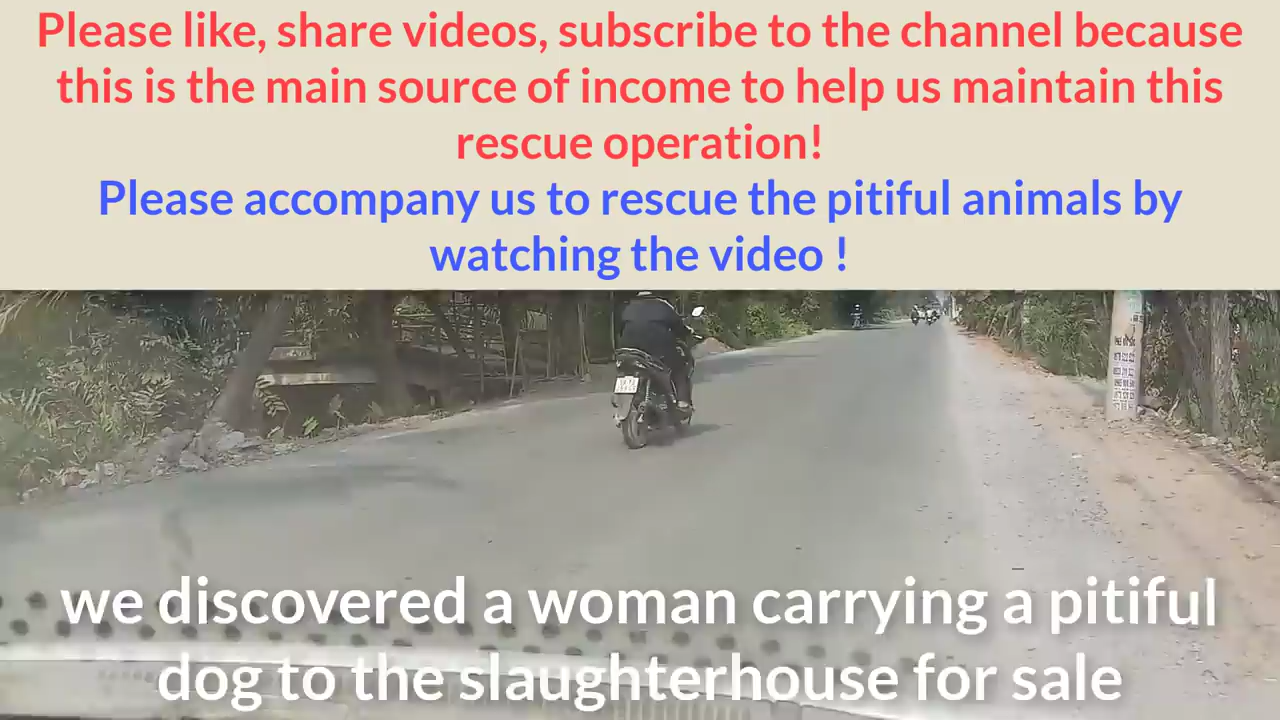 Please like, share videos, subscribe to the channel because
this is the main source of income to help us maintain this
rescue operation!
Please accompany us to rescue the pitiful animals by
watching the video !
we discovered a woman carrying a pitiful
dog to the slaughterhouse for sale